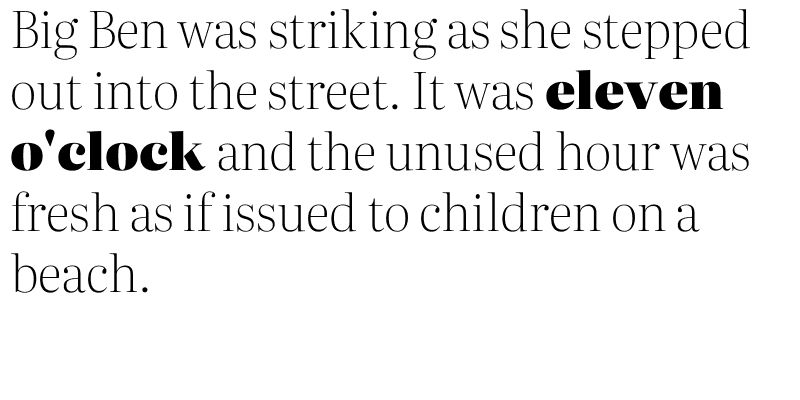 Big Ben was striking as she stepped
out into the street. It was eleven
o'clock and the unused hour was
fresh as if issued to children on a
beach.